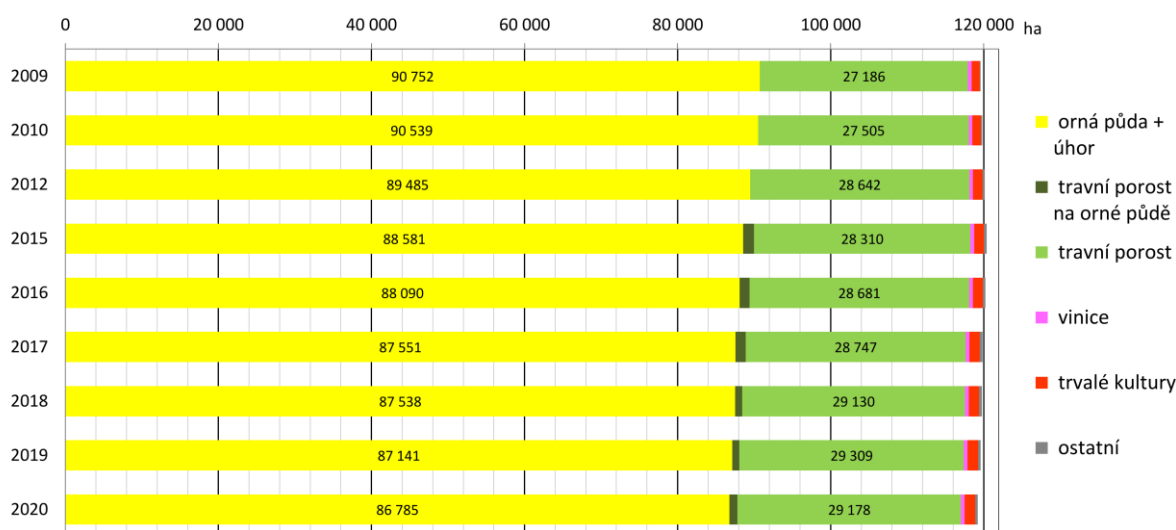 0 20 000 40 000 60 000 80 000 100 000 120 000 ha
2009 90 752 27 186
2010 90 539 27 505
2012 89 485 28 642
2015 88 581 28 310
2016 88 090 28 681
2017 87 551 28 747
2018 87 538 29 130
2019 87 141 29 309
2020 86 785 29 178
orná půda +
úhor
travní porost
na orné půdě
travní porost
vinice
trvalé kultury
ostatní